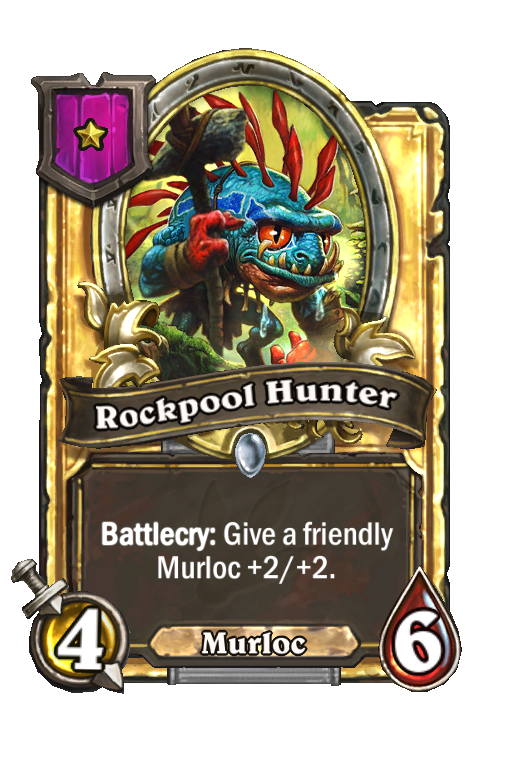 Rockpool Hunter
Battlecry: Give a friendly
Murloc +2/+2.
4
Murloc
6